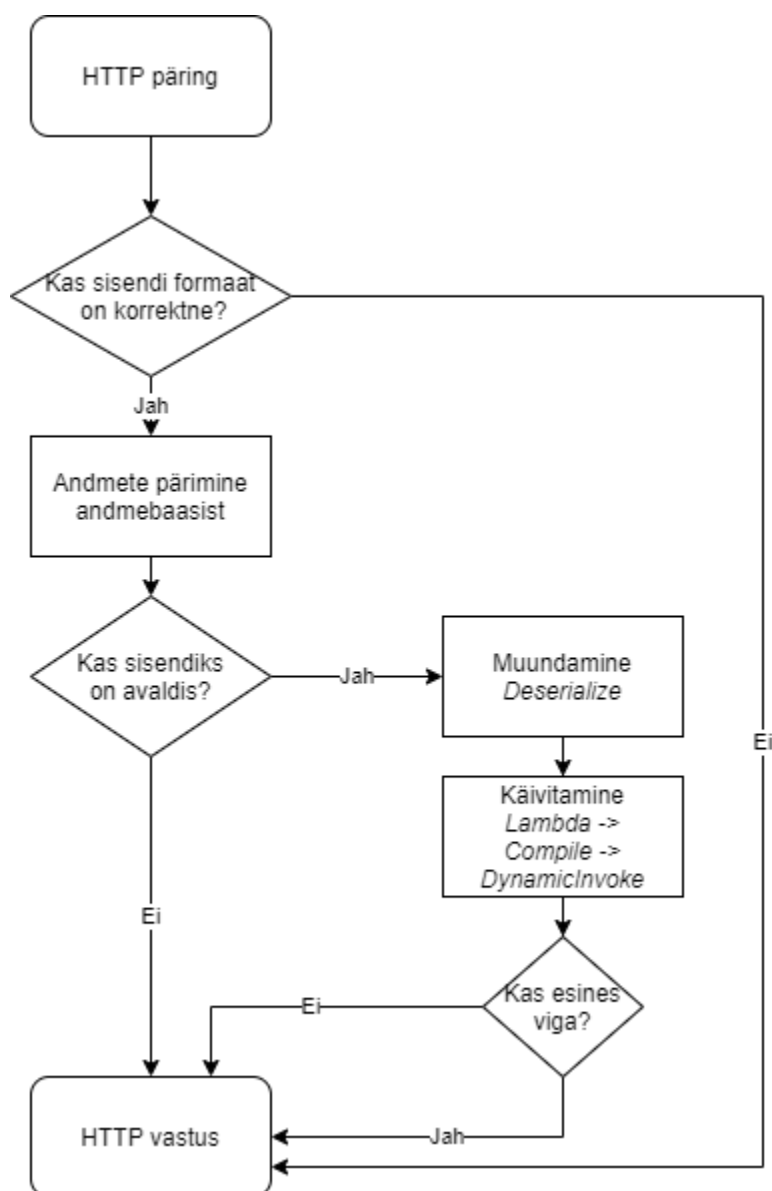 HTTP päring
Kas sisendi formaat
on korrektne?
Jah
Andmete pärimine
andmebaasist
Kas sisendiks
on avaldis?
Jah
Muundamine
Deserialize
Ei
Käivitamine
Lambda ->
Compile ->
DynamicInvoke
Ei
Kas esines
viga?
Ei
HTTP vastus
Jah